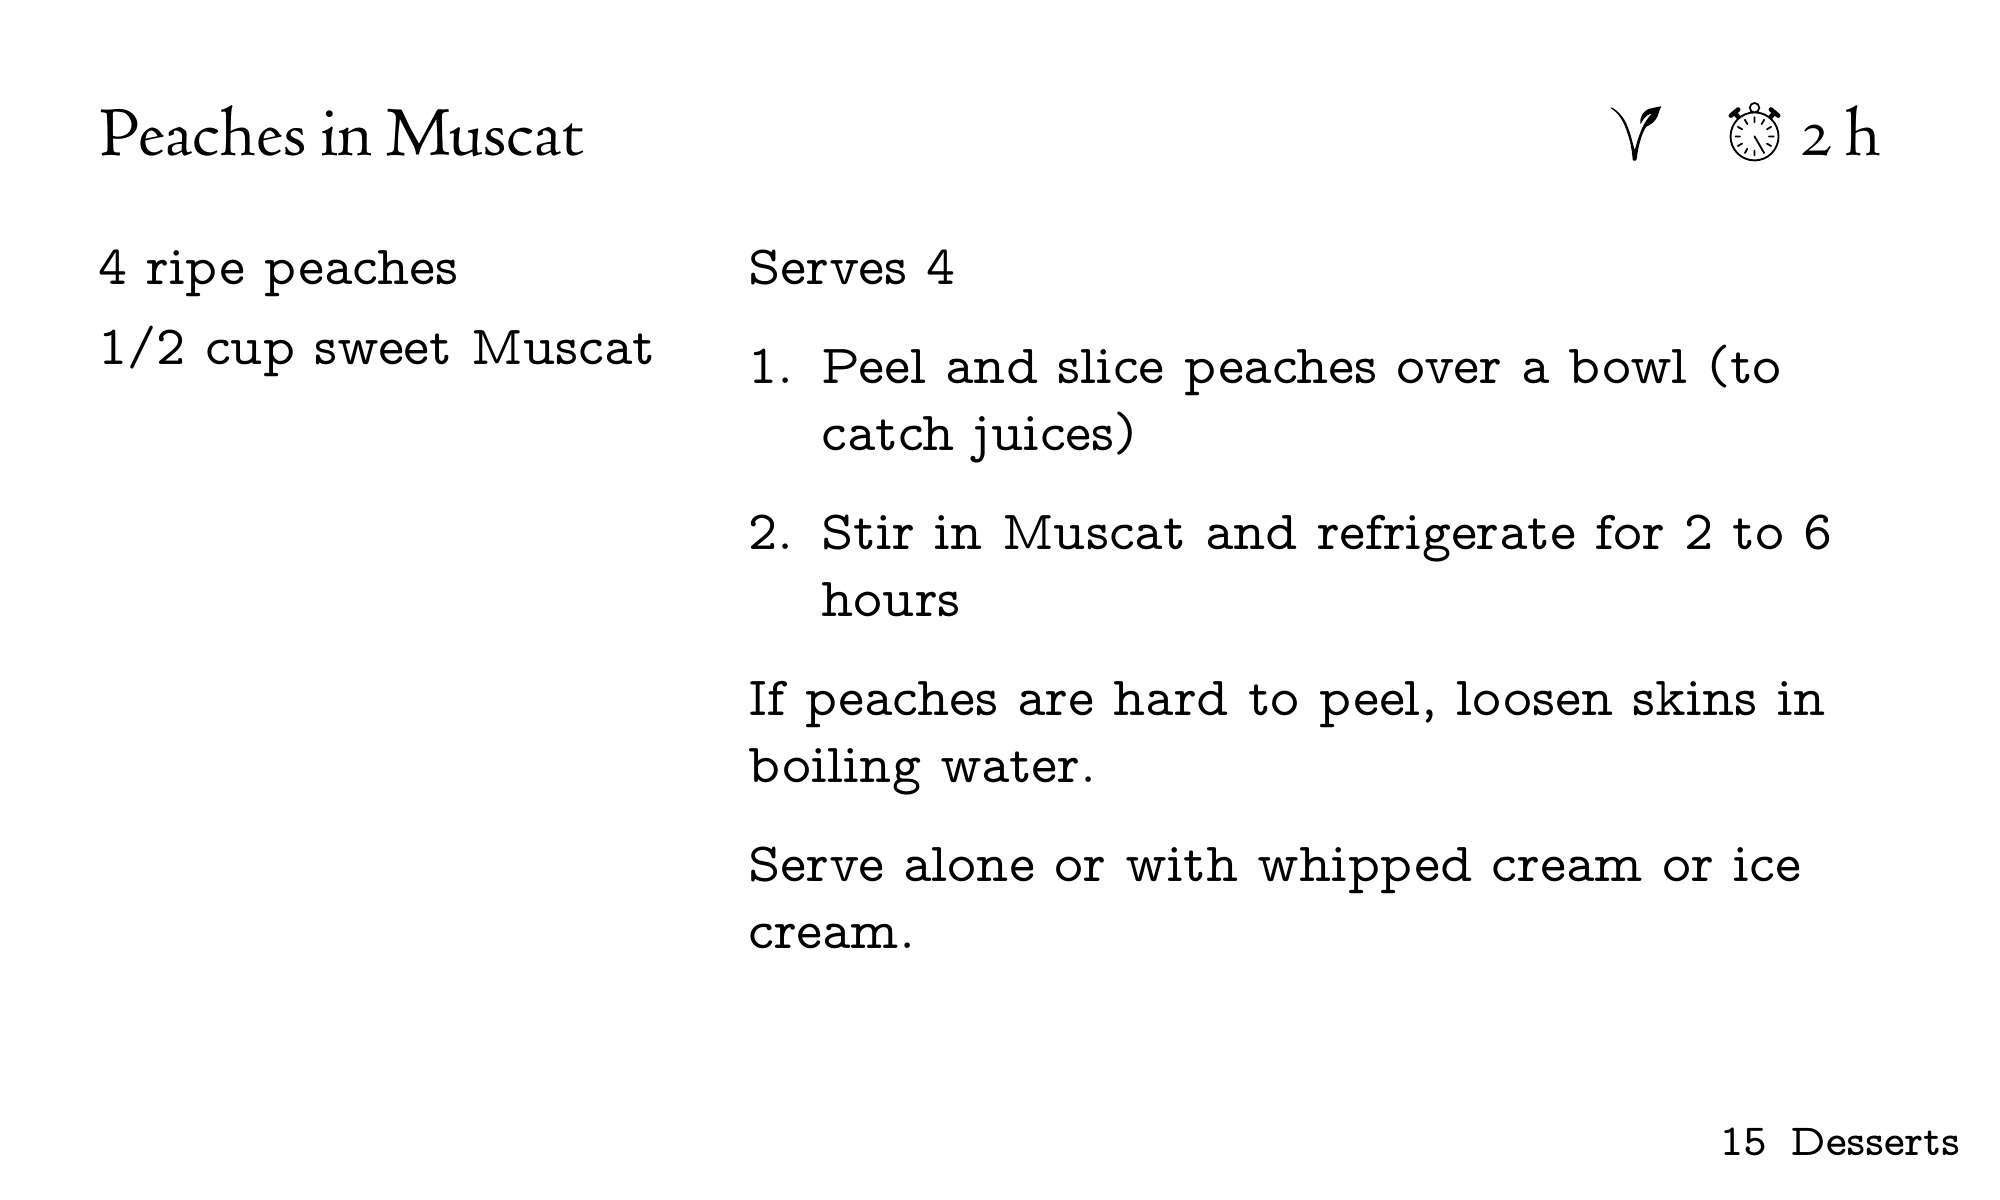 Peaches in Muscat
2 h
4 ripe peaches
1/2 cup sweet Muscat
Serves 4
1. Peel and slice peaches over a bowl (to
catch juices)
2. Stir in Muscat and refrigerate for 2 to 6
hours
If peaches are hard to peel, loosen skins in
boiling water.
Serve alone or with whipped cream or ice
cream.
15 Desserts